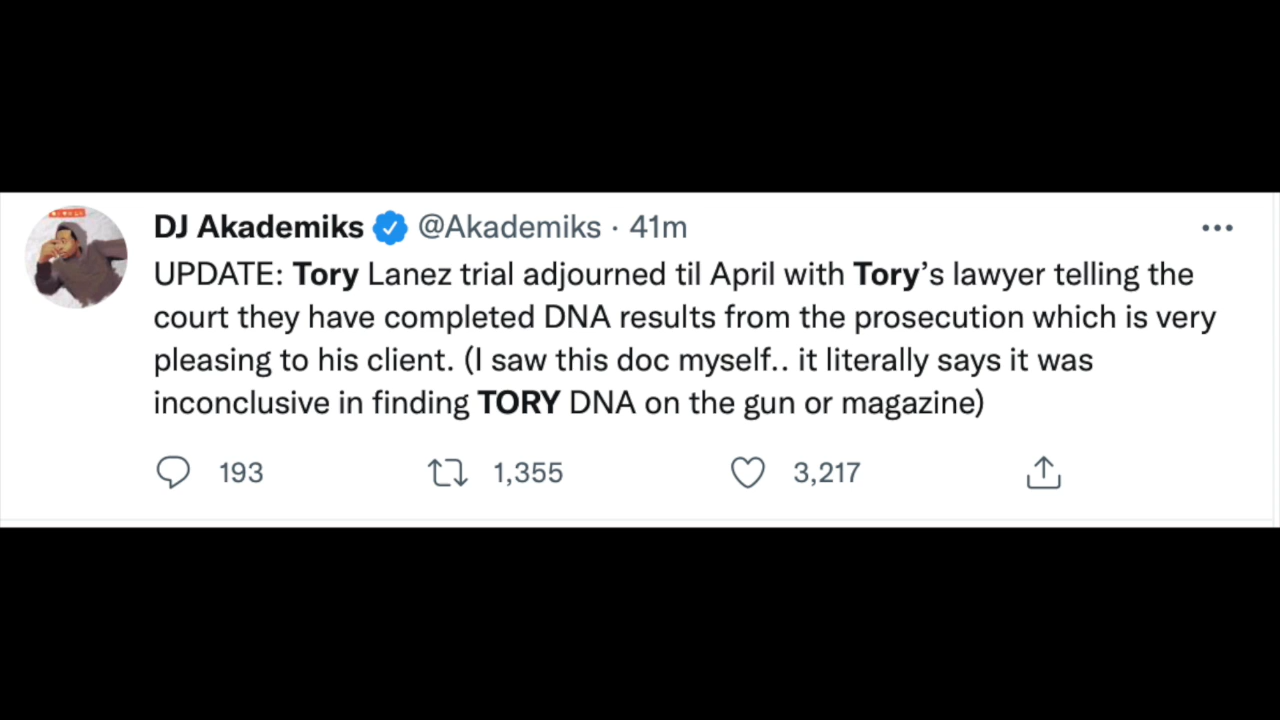 DJ Akademiks @Akademiks · 41m
UPDATE: Tory Lanez trial adjourned til April with Tory’s lawyer telling the
court they have completed DNA results from the prosecution which is very
pleasing to his client. (I saw this doc myself.. it literally says it was
inconclusive in finding TORY DNA on the gun or magazine)
193 1,355 3,217